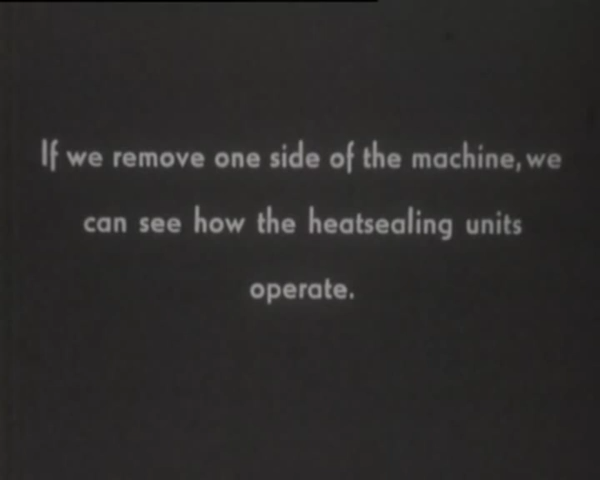 If we remove one side of the machine, we
can see how the heatsealing units
operate.